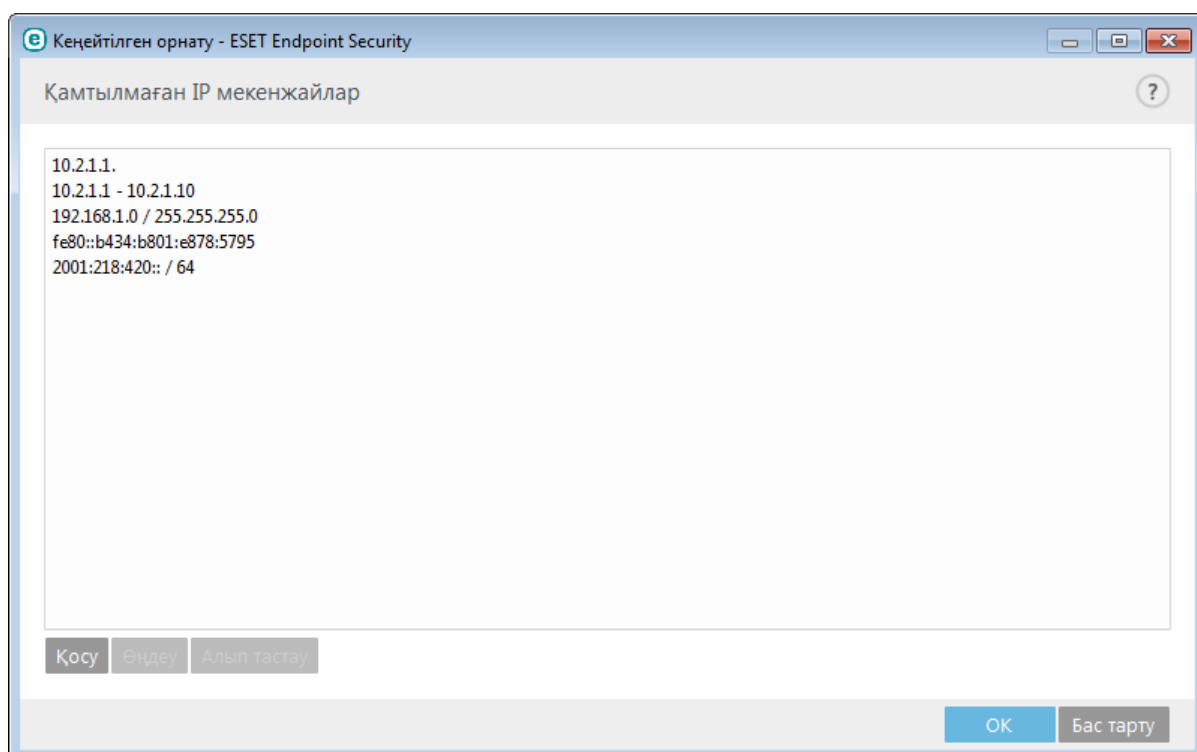 Кеңейтілген орнату - ESET Endpoint Security
Қамтылмаған IP мекенжайлар
?
10.2.1.1.
10.2.1.1 - 10.2.1.10
192.168.1.0 / 255.255.255.0
fe80::b434:b801:e878:5795
2001:218:420:: / 64
Қосу Өңдеу Алып тастау
OK Бас тарту